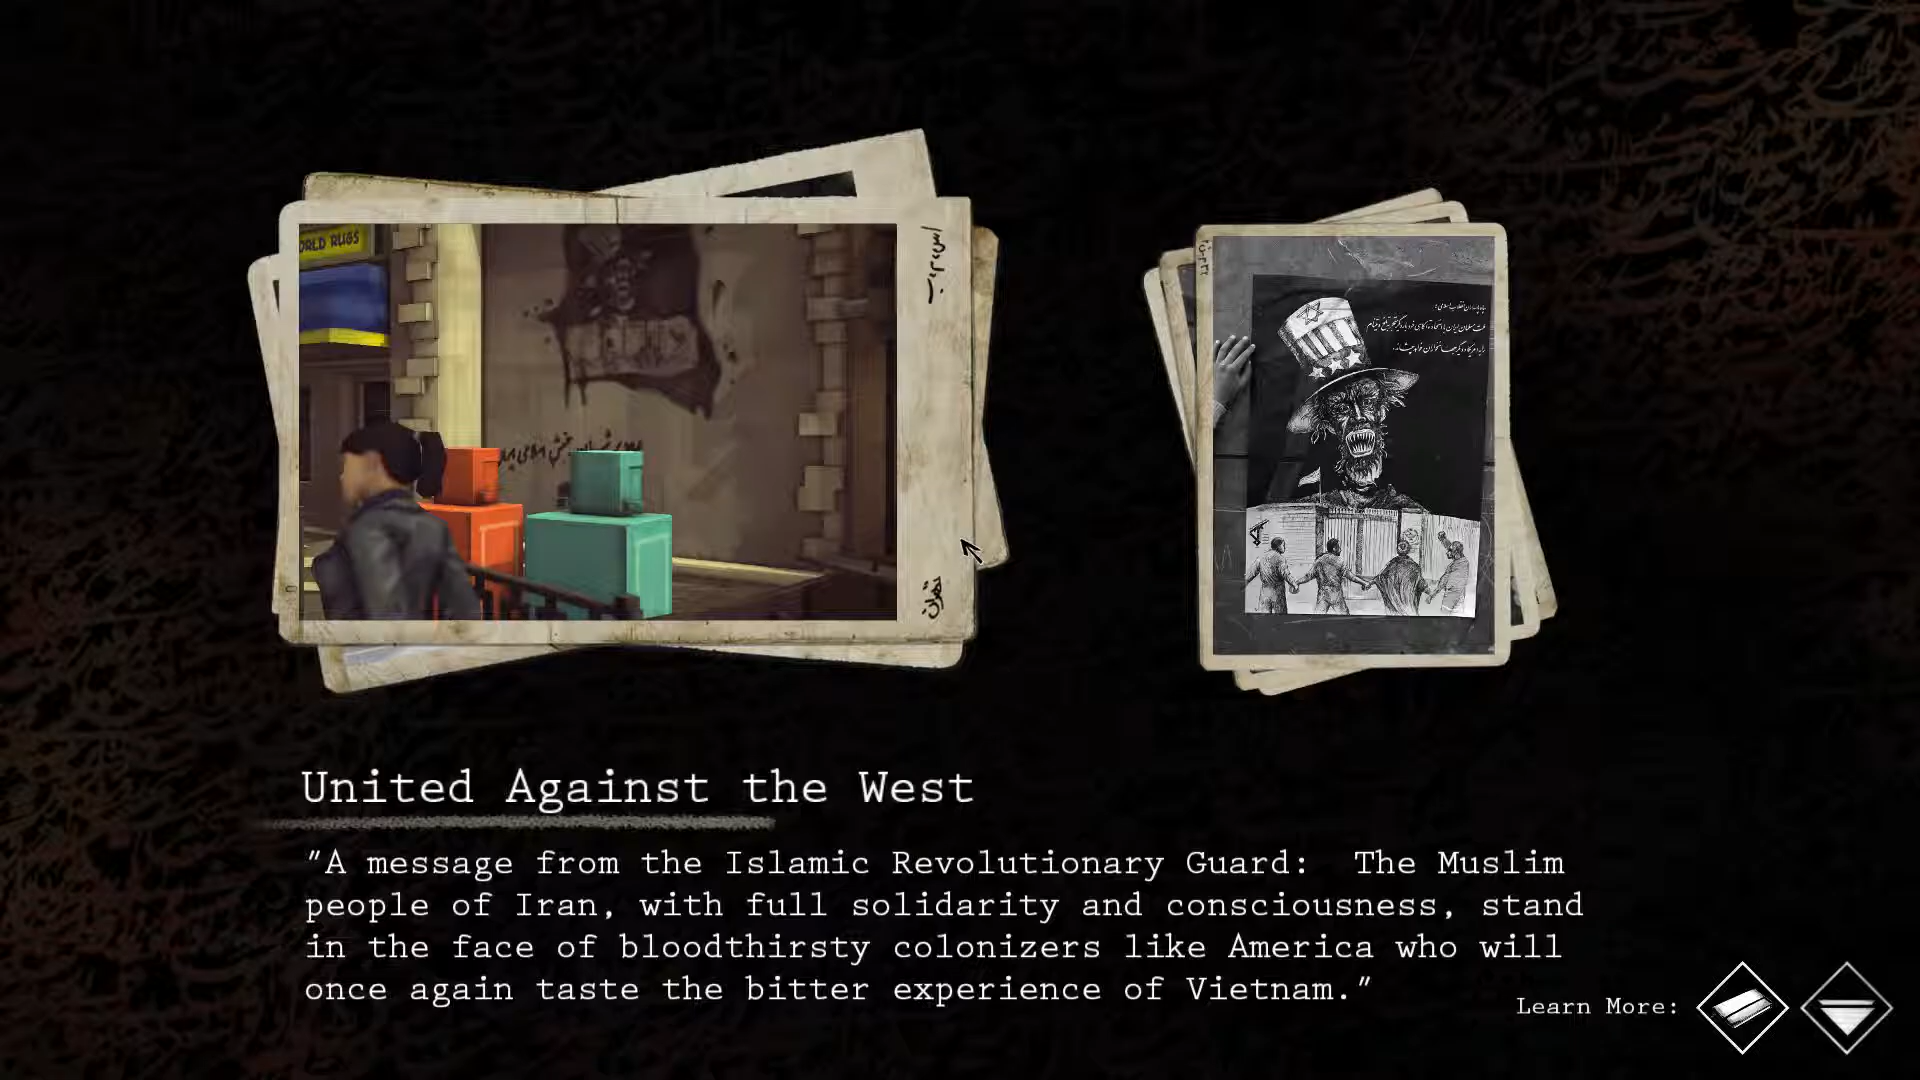 ORLD RUGS
تهران
United Against the West
"A message from the Islamic Revolutionary Guard: The Muslim
people of Iran, with full solidarity and consciousness, stand
in the face of bloodthirsty colonizers like America who will
once again taste the bitter experience of Vietnam."
Learn More: